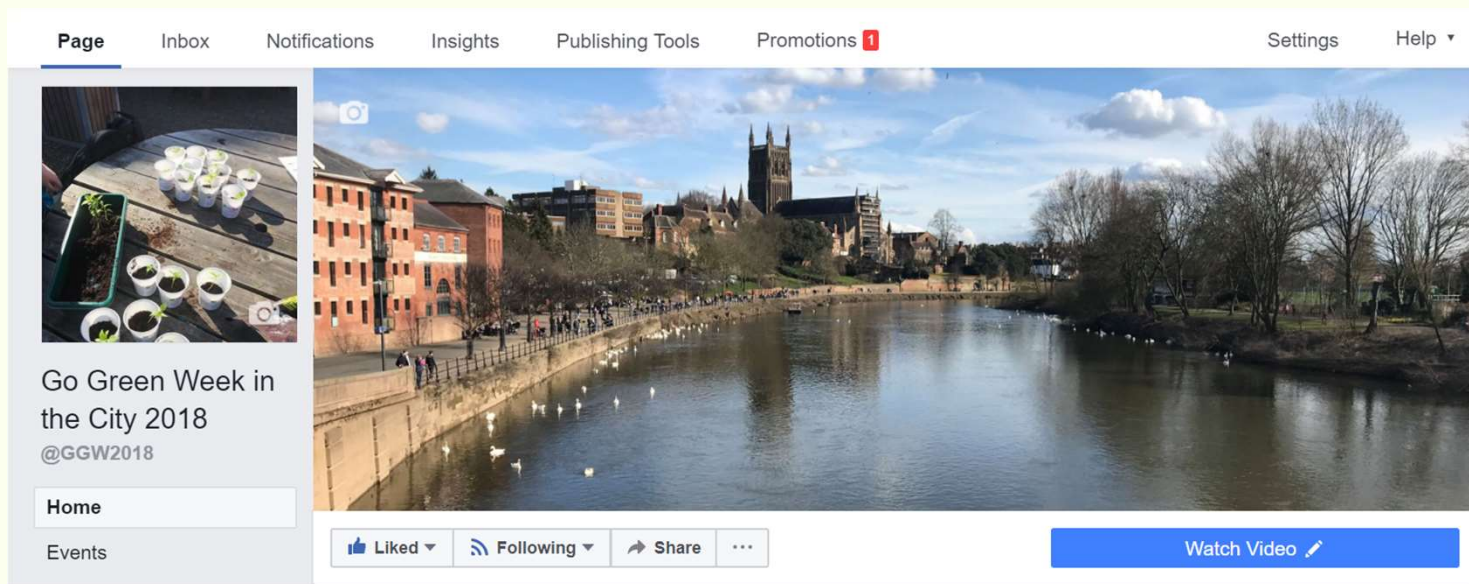 Page Inbox Notifications Insights Publishing Tools Promotions 1 Settings Help
Go Green Week in
the City 2018
@GGW2018
Home
Events
Liked Following Share ...
Watch Video